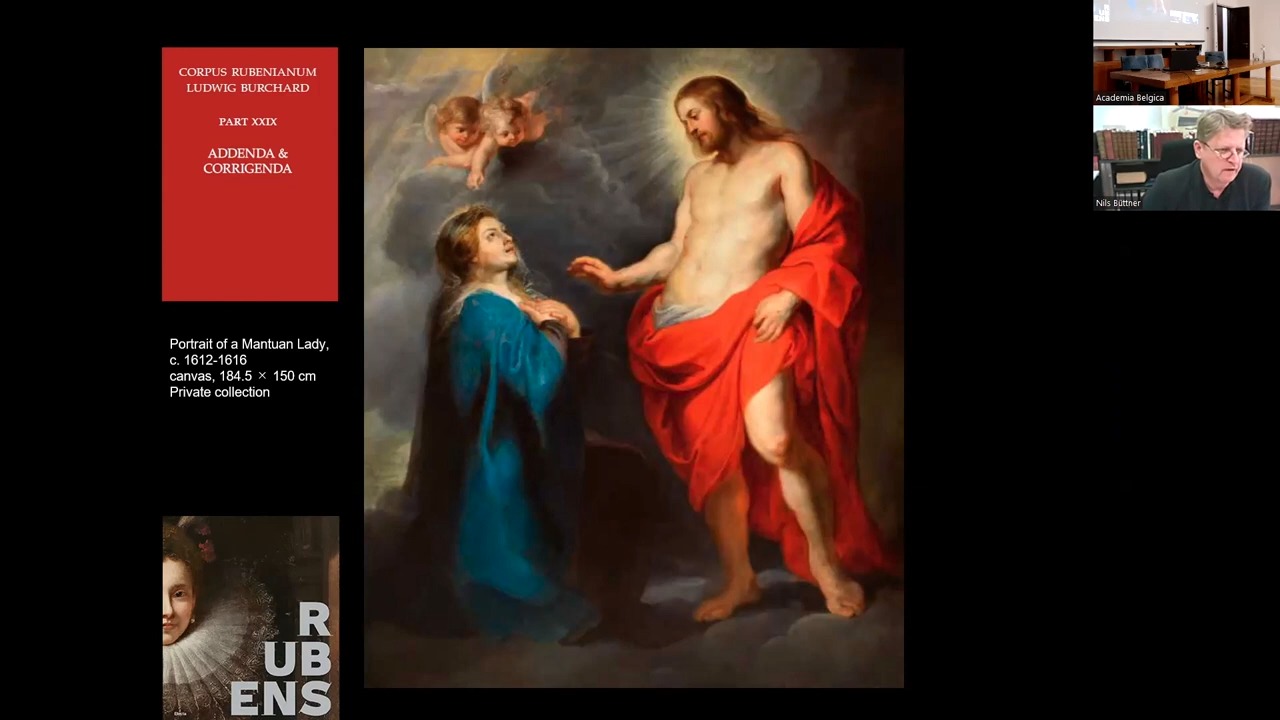 CORPUS RUBENIANUM
LUDWIG BURCHARD
PART XXIX
ADDENDA &
CORRIGENDA
Portrait of a Mantuan Lady,
c. 1612-1616
canvas, 184.5 × 150 cm
Private collection
R
UB
ENS
Academia Belgica
Nils Büttner